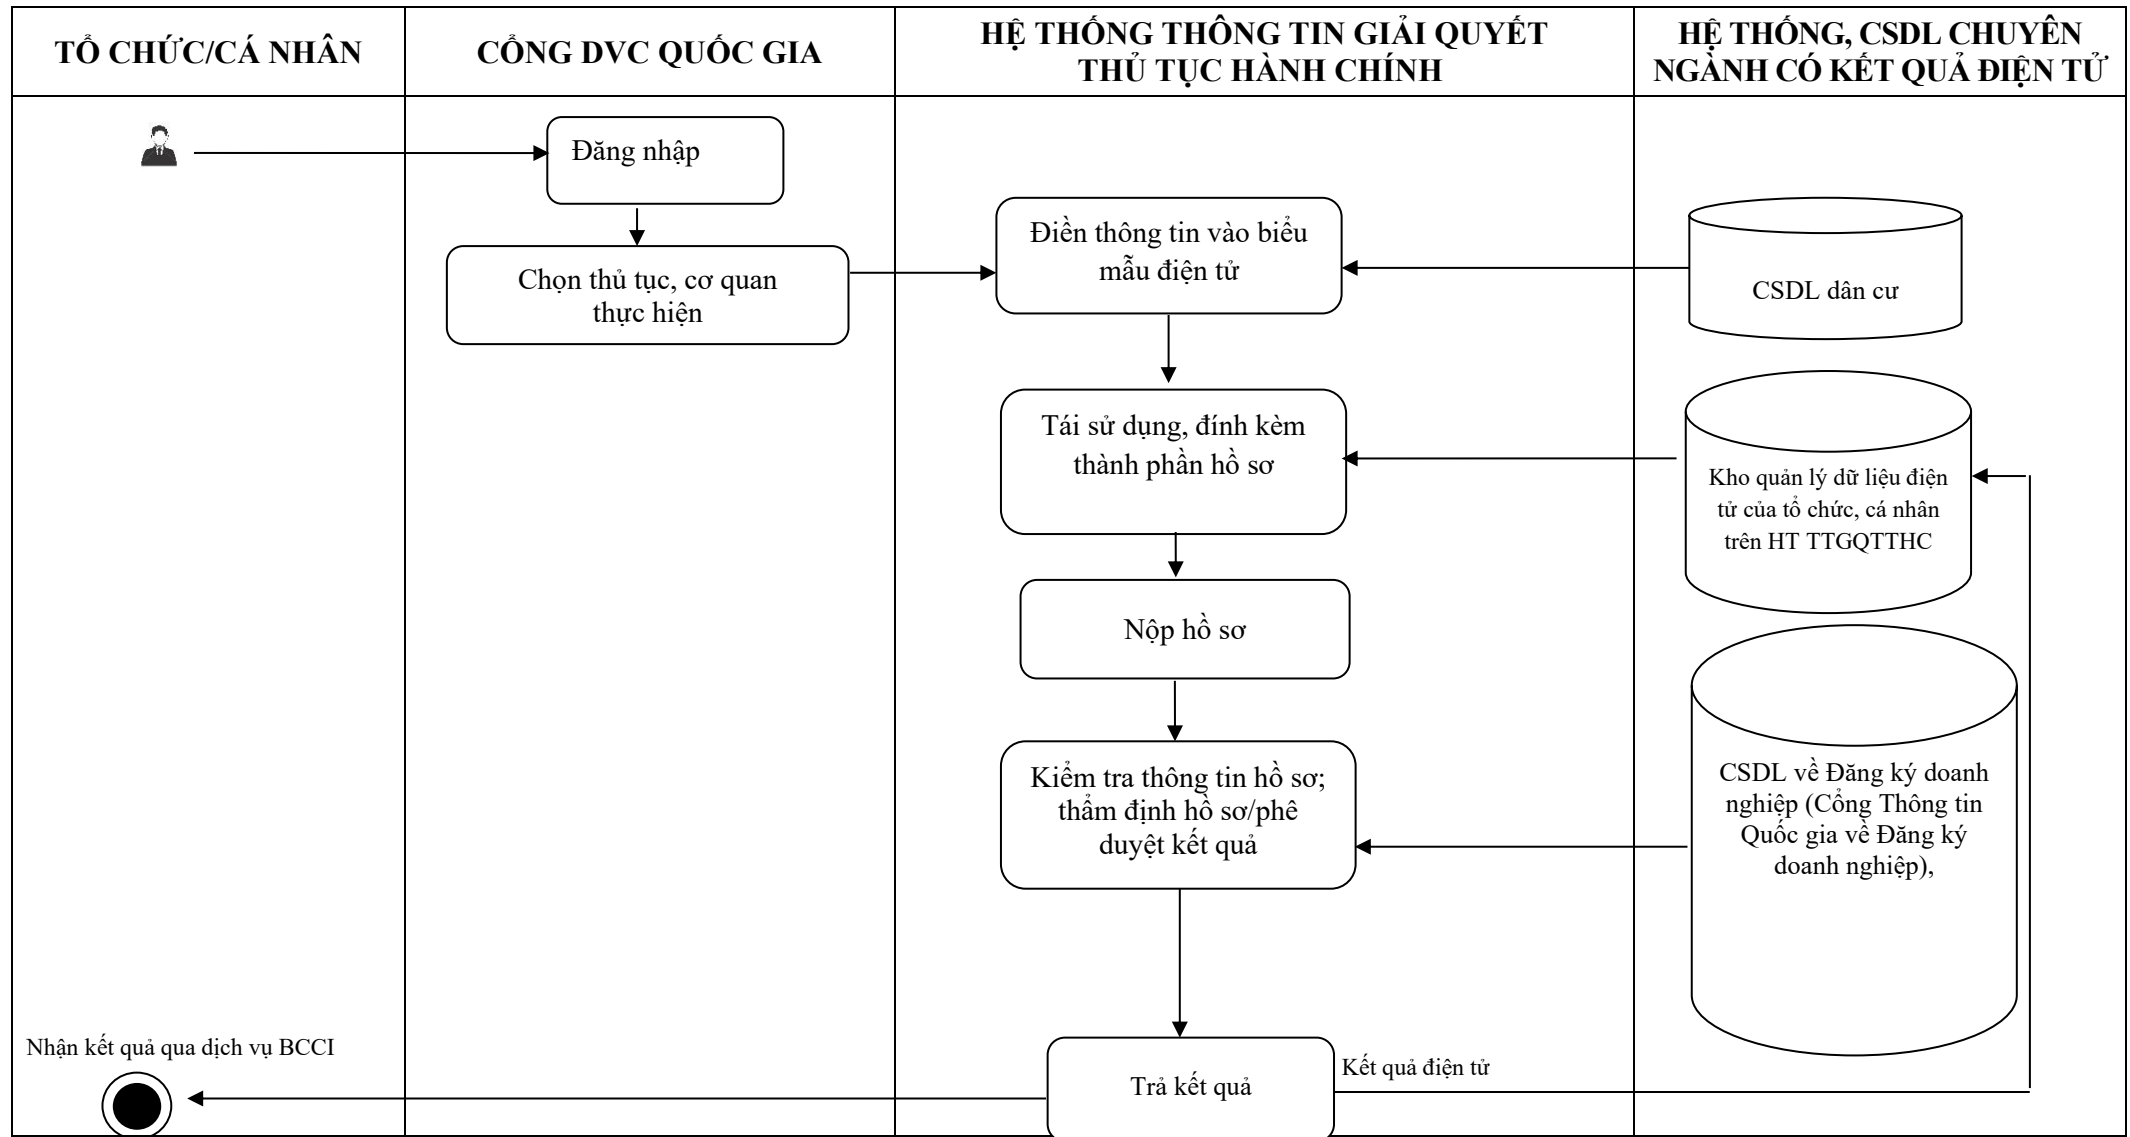 TỔ CHỨC/CÁ NHÂN
CỔNG DVC QUỐC GIA
HỆ THỐNG THÔNG TIN GIẢI QUYẾT
THỦ TỤC HÀNH CHÍNH
HỆ THỐNG, CSDL CHUYÊN
NGÀNH CÓ KẾT QUẢ ĐIỆN TỬ
Đăng nhập
Chọn thủ tục, cơ quan
thực hiện
Điền thông tin vào biểu
mẫu điện tử
CSDL dân cư
Tái sử dụng, đính kèm
thành phần hồ sơ
Kho quản lý dữ liệu điện
tử của tổ chức, cá nhân
trên HT TTGQTTHC
Nộp hồ sơ
Kiểm tra thông tin hồ sơ;
thẩm định hồ sơ/phê
duyệt kết quả
CSDL về Đăng ký doanh
nghiệp (Cổng Thông tin
Quốc gia về Đăng ký
doanh nghiệp),
Nhận kết quả qua dịch vụ BCCI
Trả kết quả
Kết quả điện tử